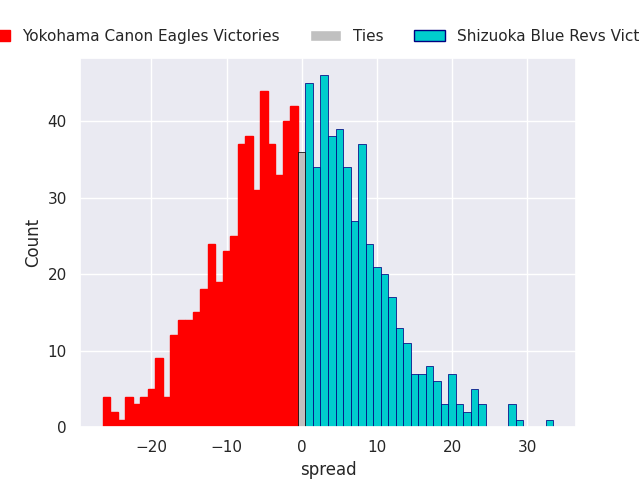 Yokohama Canon Eagles Victories Ties Shizuoka Blue Revs Vict
Count
40
30
20
10
0
−20 −10 0 10 20 30
spread